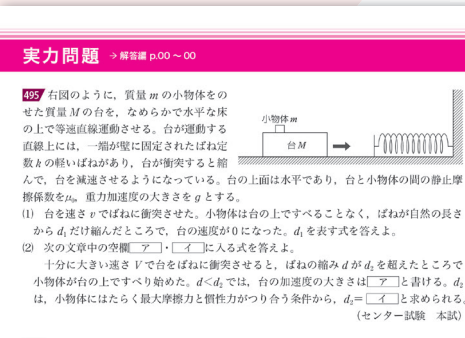 実力問題 → 解答編 p.00 ～ 00
495 右図のように，質量 m の小物体をの
せた質量 M の台を，なめらかで水平な床
の上で等速直線運動させる。台が運動する
直線上には，一端が壁に固定されたばね定
数 k の軽いばねがあり，台が衝突すると縮
小物体 m
台 M
んで，台を減速させるようになっている。台の上面は水平であり，台と小物体の間の静止摩
擦係数をμ₀，重力加速度の大きさを g とする。
(1) 台を速さ v でばねに衝突させた。小物体は台の上ですべることなく，ばねが自然の長さ
から d₁ だけ縮んだところで，台の速度が 0 になった。d₁ を表す式を答えよ。
(2) 次の文章中の空欄 ア ・ イ に入る式を答えよ。
十分に大きい速さ V で台をばねに衝突させると，ばねの縮み d が d₂ を超えたところで
小物体が台の上ですべり始めた。d<d₂ では，台の加速度の大きさは ア と書ける。d₂
は，小物体にはたらく最大摩擦力と慣性力がつり合う条件から，d₂= イ と求められる。
（センター試験 本試）